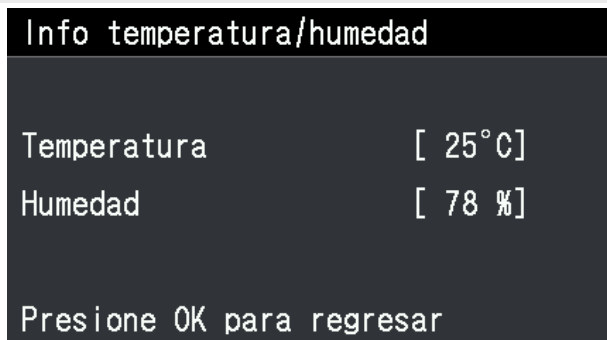 Info temperatura/humedad
Temperatura [ 25°C]
Humedad [ 78 %]
Presione OK para regresar